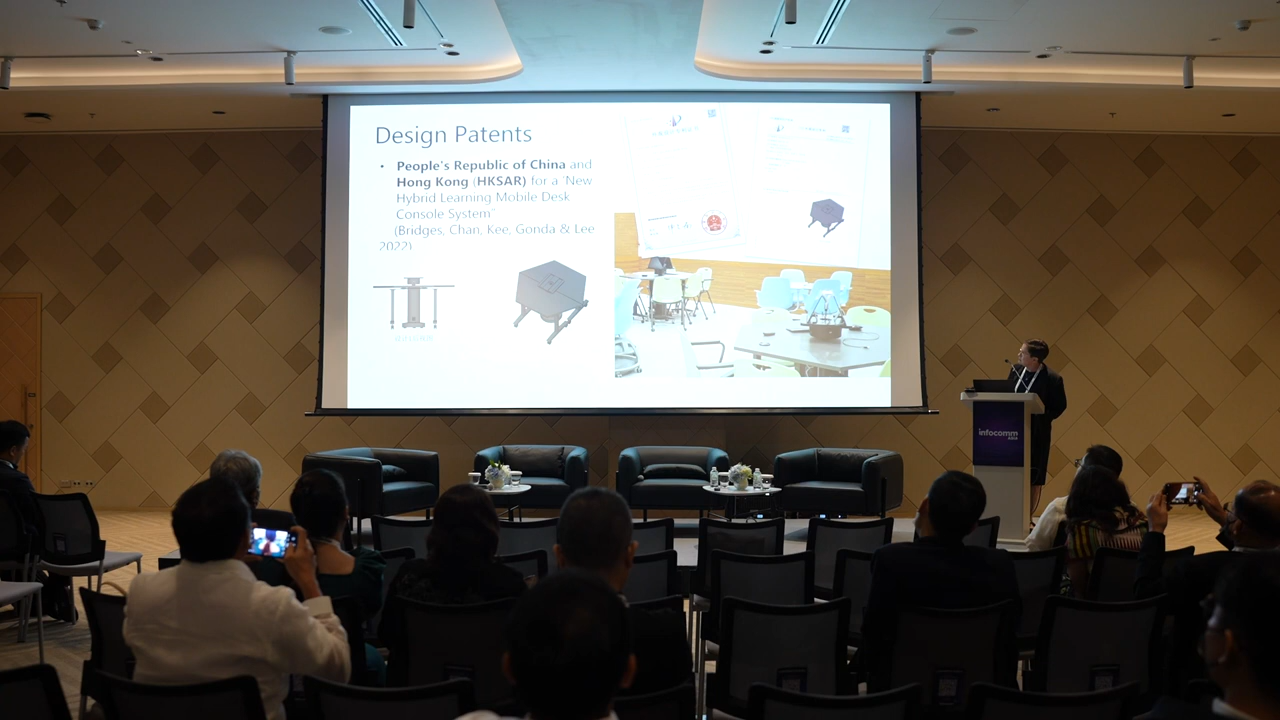 Design Patents
• People's Republic of China and
Hong Kong (HKSAR) for a 'New
Hybrid Learning Mobile Desk
Console System"
(Bridges, Chan, Kee, Gonda & Lee
2022).
infocomm
ASIA